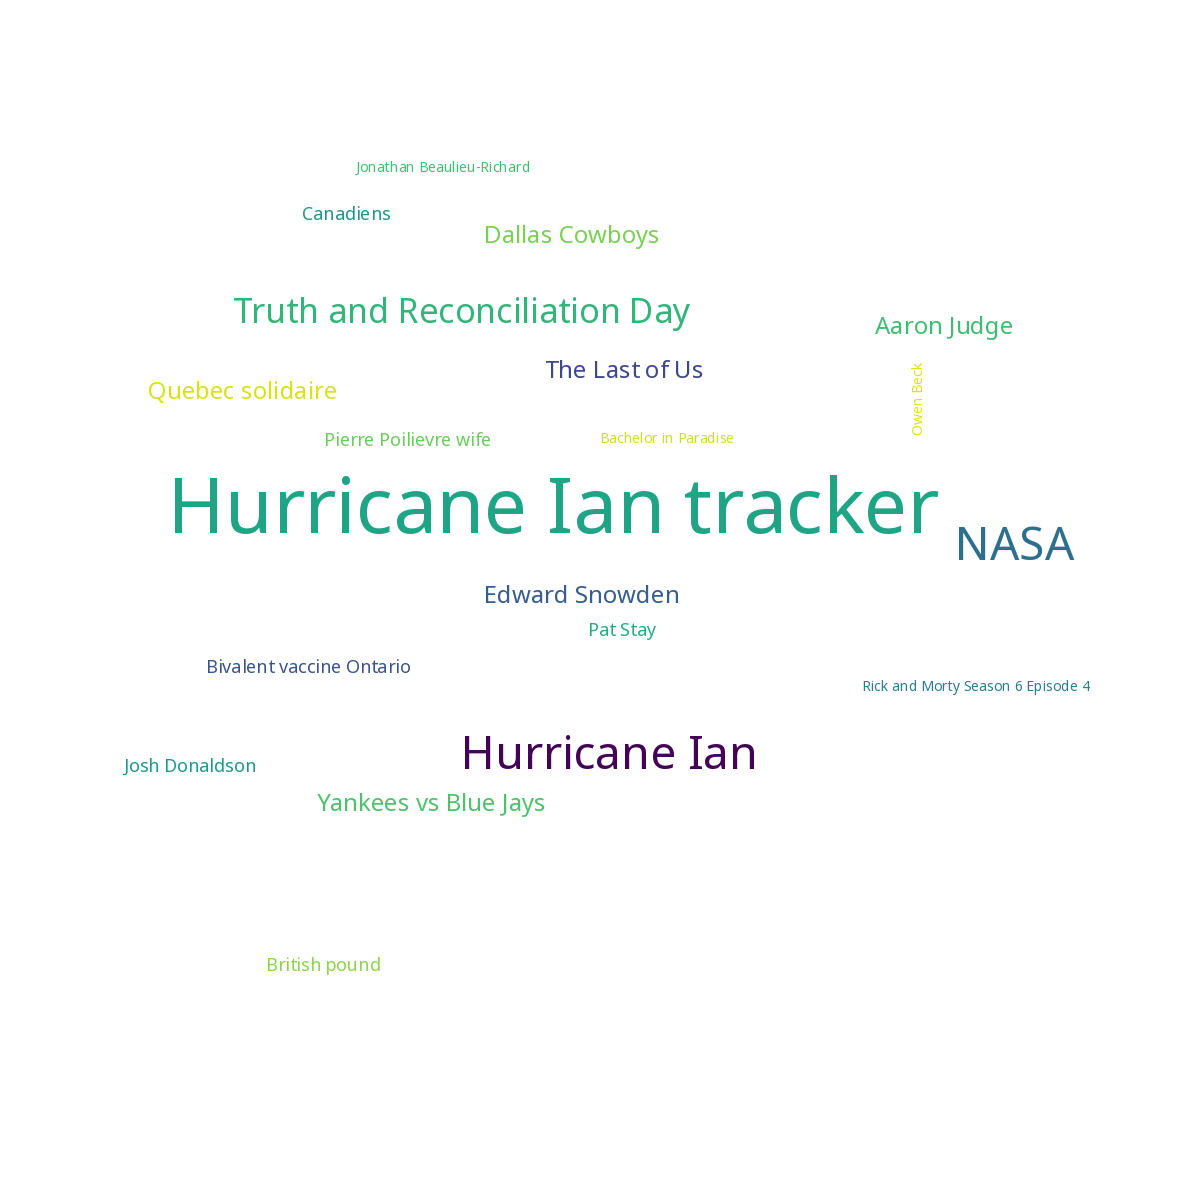 Jonathan Beaulieu-Richard
Canadiens
Dallas Cowboys
Truth and Reconciliation Day
Aaron Judge
The Last of Us
Quebec solidaire
Owen Beck
Pierre Poilievre wife
Bachelor in Paradise
Hurricane Ian tracker
NASA
Edward Snowden
Pat Stay
Bivalent vaccine Ontario
Rick and Morty Season 6 Episode 4
Hurricane Ian
Josh Donaldson
Yankees vs Blue Jays
British pound